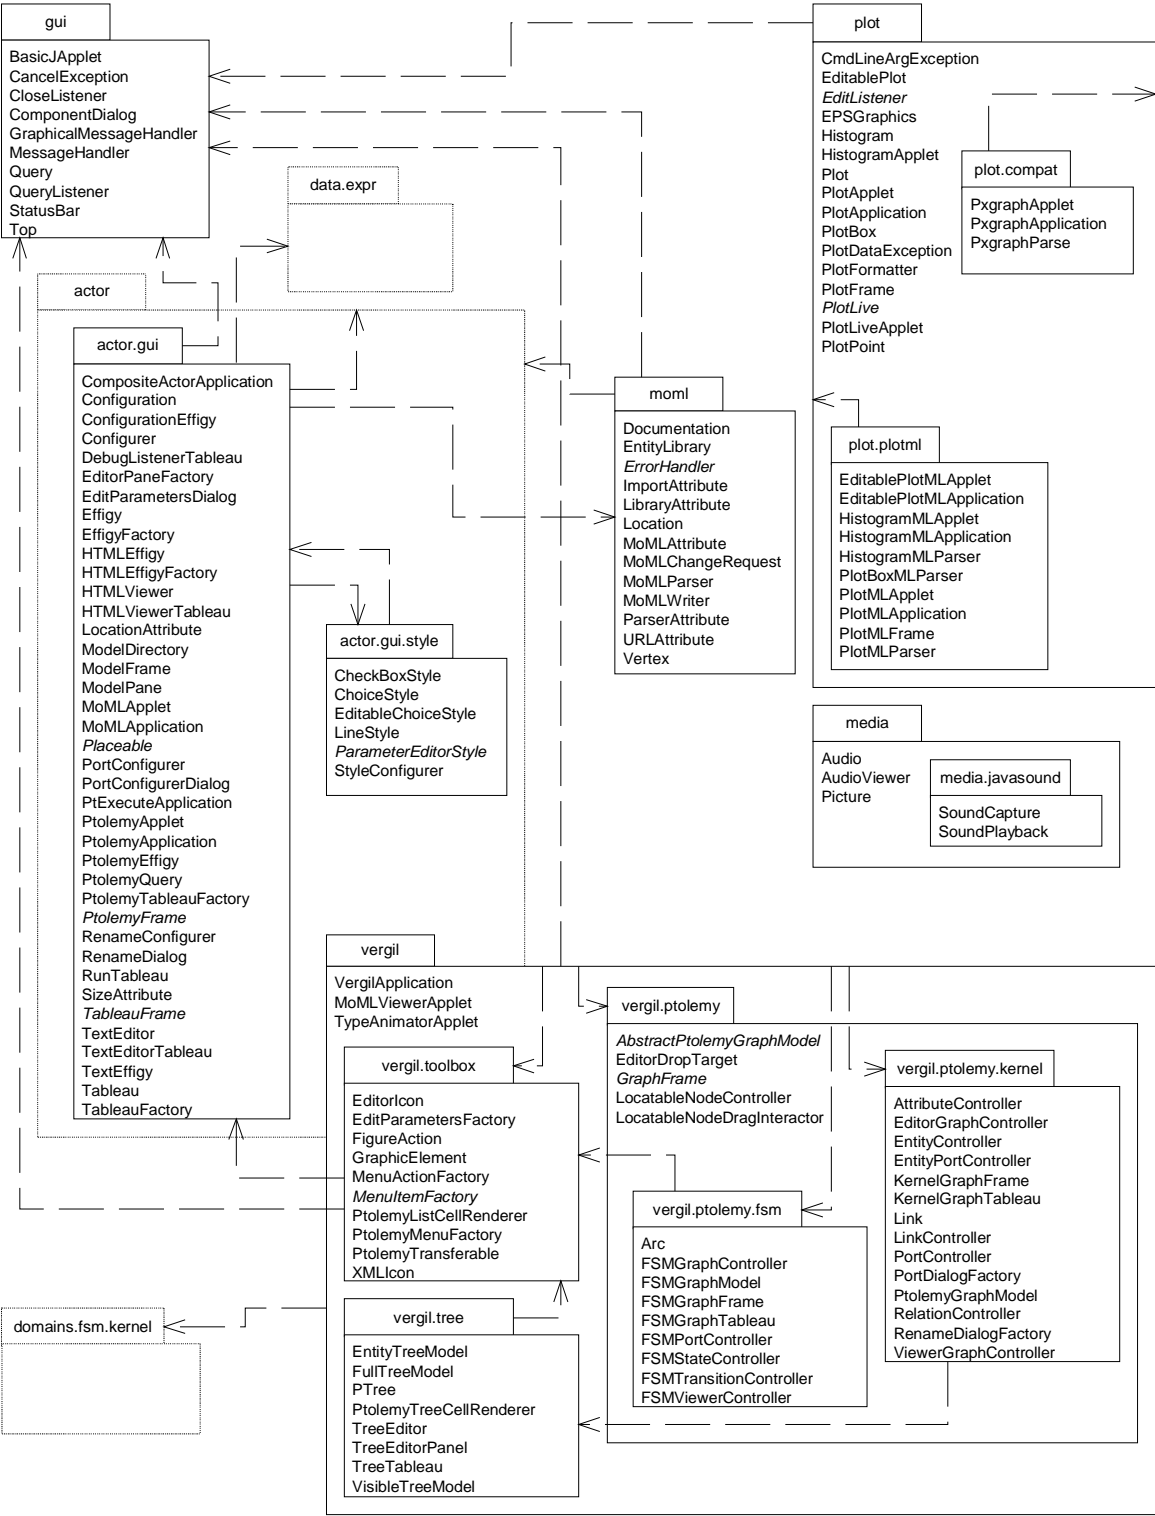 gui
BasicJApplet
CancelException
CloseListener
ComponentDialog
GraphicalMessageHandler
MessageHandler
Query
QueryListener
StatusBar
Top
data.expr
actor
actor.gui
CompositeActorApplication
Configuration
ConfigurationEffigy
Configurer
DebugListenerTableau
EditorPaneFactory
EditParametersDialog
Effigy
EffigyFactory
HTMLEffigy
HTMLEffigyFactory
HTMLViewer
HTMLViewerTableau
LocationAttribute
ModelDirectory
ModelFrame
ModelPane
MoMLApplet
MoMLApplication
Placeable
PortConfigurer
PortConfigurerDialog
PtExecuteApplication
PtolemyApplet
PtolemyApplication
PtolemyEffigy
PtolemyQuery
PtolemyTableauFactory
PtolemyFrame
RenameConfigurer
RenameDialog
RunTableau
SizeAttribute
TableauFrame
TextEditor
TextEditorTableau
TextEffigy
Tableau
TableauFactory
actor.gui.style
CheckBoxStyle
ChoiceStyle
EditableChoiceStyle
LineStyle
ParameterEditorStyle
StyleConfigurer
moml
Documentation
EntityLibrary
ErrorHandler
ImportAttribute
LibraryAttribute
Location
MoMLAttribute
MoMLChangeRequest
MoMLParser
MoMLWriter
ParserAttribute
URLAttribute
Vertex
plot
CmdLineArgException
EditablePlot
EditListener
EPSGraphics
Histogram
HistogramApplet
Plot
PlotApplet
PlotApplication
PlotBox
PlotDataException
PlotFormatter
PlotFrame
PlotLive
PlotLiveApplet
PlotPoint
plot.compat
PxgraphApplet
PxgraphApplication
PxgraphParse
plot.plotml
EditablePlotMLApplet
EditablePlotMLApplication
HistogramMLApplet
HistogramMLApplication
HistogramMLParser
PlotBoxMLParser
PlotMLApplet
PlotMLApplication
PlotMLFrame
PlotMLParser
media
Audio
AudioViewer
Picture
media.javasound
SoundCapture
SoundPlayback
vergil
VergilApplication
MoMLViewerApplet
TypeAnimatorApplet
vergil.toolbox
EditorIcon
EditParametersFactory
FigureAction
GraphicElement
MenuActionFactory
MenuItemFactory
PtolemyListCellRenderer
PtolemyMenuFactory
PtolemyTransferable
XMLIcon
vergil.tree
EntityTreeModel
FullTreeModel
PTree
PtolemyTreeCellRenderer
TreeEditor
TreeEditorPanel
TreeTableau
VisibleTreeModel
vergil.ptolemy
AbstractPtolemyGraphModel
EditorDropTarget
GraphFrame
LocatableNodeController
LocatableNodeDragInteractor
vergil.ptolemy.fsm
Arc
FSMGraphController
FSMGraphModel
FSMGraphFrame
FSMGraphTableau
FSMPortController
FSMStateController
FSMTransitionController
FSMViewerController
vergil.ptolemy.kernel
AttributeController
EditorGraphController
EntityController
EntityPortController
KernelGraphFrame
KernelGraphTableau
Link
LinkController
PortController
PortDialogFactory
PtolemyGraphModel
RelationController
RenameDialogFactory
ViewerGraphController
domains.fsm.kernel